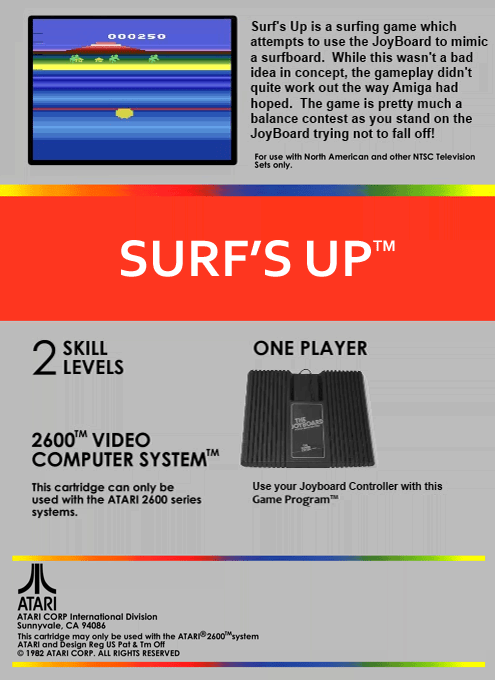 000250
Surf's Up is a surfing game which
attempts to use the JoyBoard to mimic
a surfboard.  While this wasn't a bad
idea in concept, the gameplay didn't
quite work out the way Amiga had
hoped.  The game is pretty much a
balance contest as you stand on the
JoyBoard trying not to fall off!
For use with North American and other NTSC Television
Sets only.
SURF'S UP™
2 SKILL
LEVELS
ONE PLAYER
THE
JOYBOARD
2600™ VIDEO
COMPUTER SYSTEM™
This cartridge can only be
used with the ATARI 2600 series
systems.
Use your Joyboard Controller with this
Game Program™
ATARI
ATARI CORP International Division
Sunnyvale, CA 94086
This cartridge may only be used with the ATARI®2600™system
ATARI and Design Reg US Pat & Tm Off
© 1982 ATARI CORP. ALL RIGHTS RESERVED